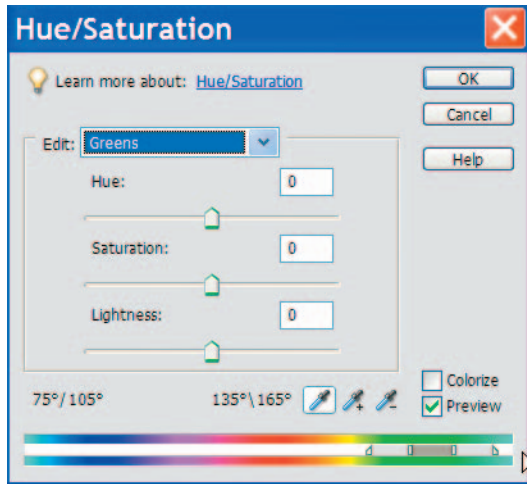 Hue/Saturation
Learn more about: Hue/Saturation
OK
Cancel
Help
Edit: Greens
Hue: 0
Saturation: 0
Lightness: 0
75°/105° 135°\165°
Colorize
Preview